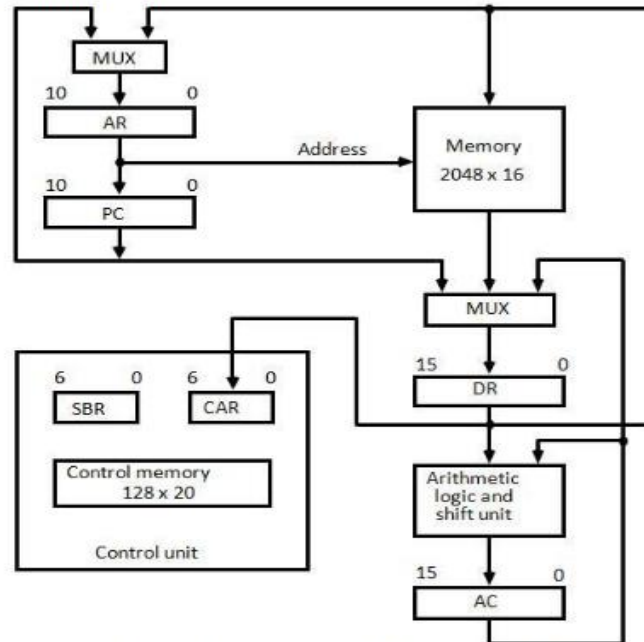 MUX
10 0
AR
Address
Memory
2048 x 16
10 0
PC
MUX
15 0
DR
6 0 6 0
SBR CAR
Control memory
128 x 20
Control unit
Arithmetic
logic and
shift unit
15 0
AC